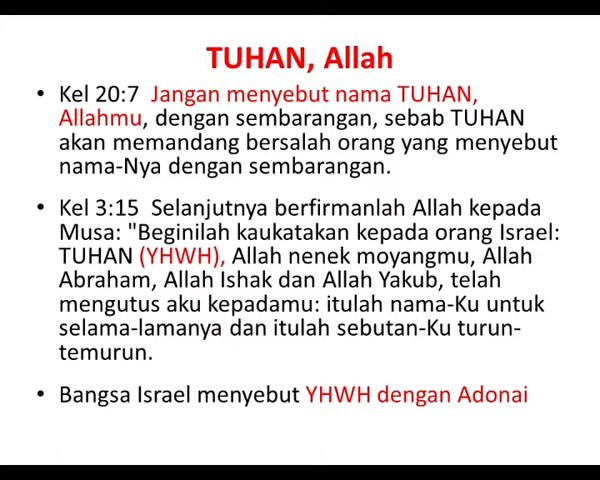 TUHAN, Allah
• Kel 20:7 Jangan menyebut nama TUHAN,
Allahmu, dengan sembarangan, sebab TUHAN
akan memandang bersalah orang yang menyebut
nama-Nya dengan sembarangan.
• Kel 3:15 Selanjutnya berfirmanlah Allah kepada
Musa: "Beginilah kaukatakan kepada orang Israel:
TUHAN (YHWH), Allah nenek moyangmu, Allah
Abraham, Allah Ishak dan Allah Yakub, telah
mengutus aku kepadamu: itulah nama-Ku untuk
selama-lamanya dan itulah sebutan-Ku turun-
temurun.
• Bangsa Israel menyebut YHWH dengan Adonai